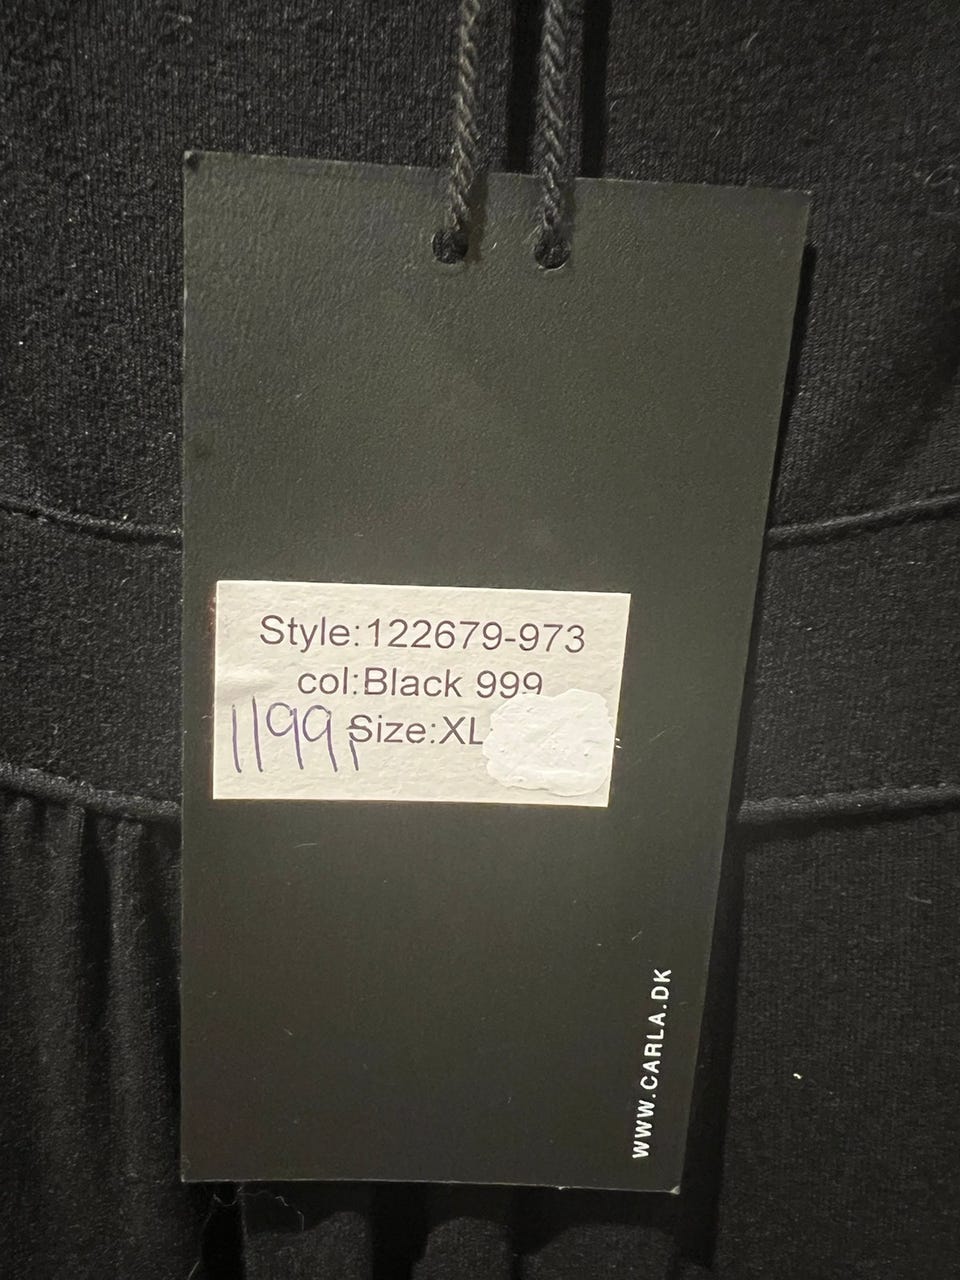 Style:122679-973
col:Black 999
1199, Size:XL
WWW.CARLA.DK